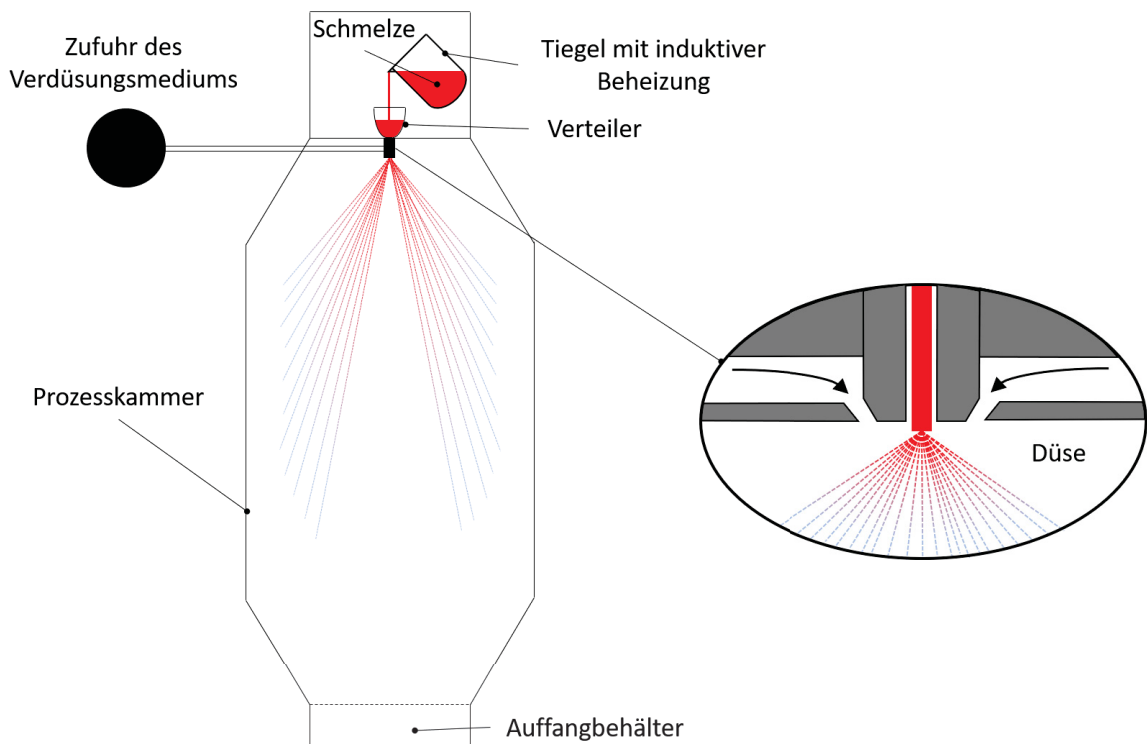 Zufuhr des
Verdüsungsmediums
Schmelze
Tiegel mit induktiver
Beheizung
Verteiler
Prozesskammer
Düse
Auffangbehälter